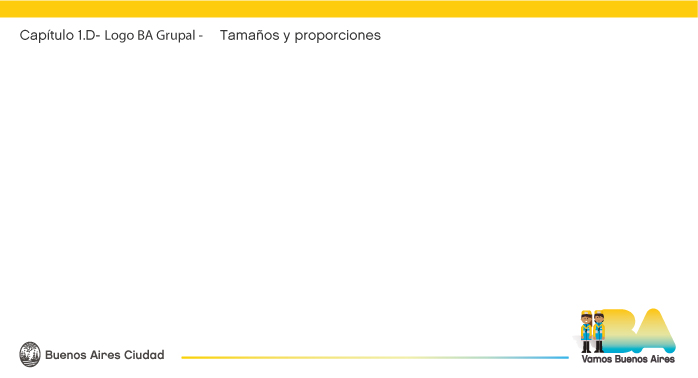 Capítulo 1.D- Logo BA Grupal - Tamaños y proporciones
BA
Buenos Aires Ciudad
Vamos Buenos Aires